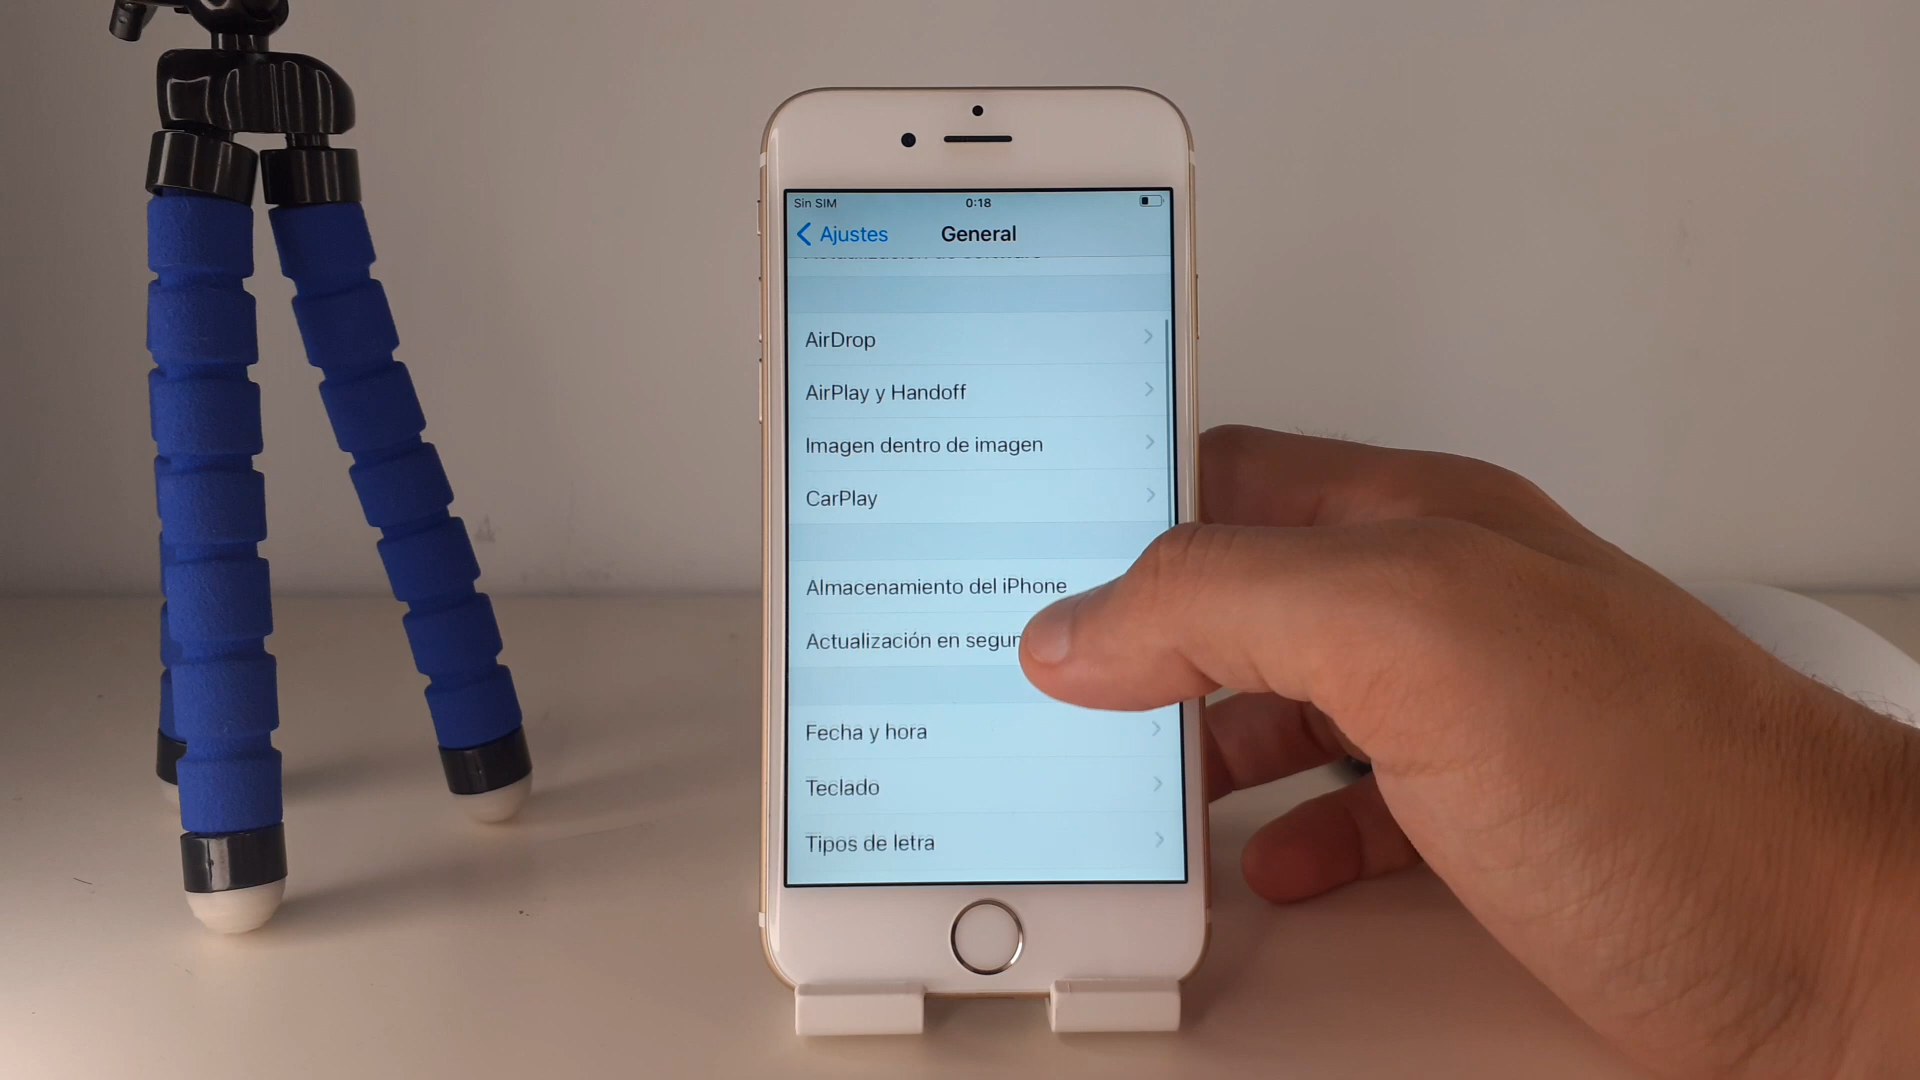 Sin SIM 0:18
Ajustes General
AirDrop
AirPlay y Handoff
Imagen dentro de imagen
CarPlay
Almacenamiento del iPhone
Actualización en segun
Fecha y hora
Teclado
Tipos de letra